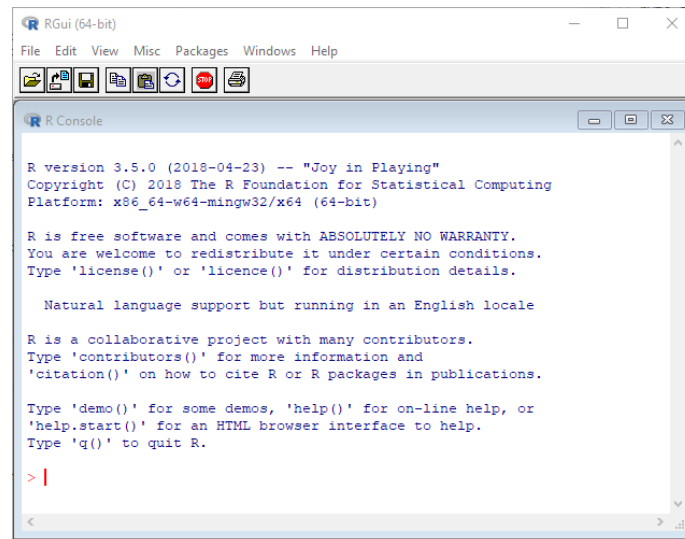 RGui (64-bit)
File Edit View Misc Packages Windows Help
STOP
R Console
R version 3.5.0 (2018-04-23) -- "Joy in Playing"
Copyright (C) 2018 The R Foundation for Statistical Computing
Platform: x86_64-w64-mingw32/x64 (64-bit)
R is free software and comes with ABSOLUTELY NO WARRANTY.
You are welcome to redistribute it under certain conditions.
Type 'license()' or 'licence()' for distribution details.
Natural language support but running in an English locale
R is a collaborative project with many contributors.
Type 'contributors()' for more information and
'citation()' on how to cite R or R packages in publications.
Type 'demo()' for some demos, 'help()' for on-line help, or
'help.start()' for an HTML browser interface to help.
Type 'q()' to quit R.
>